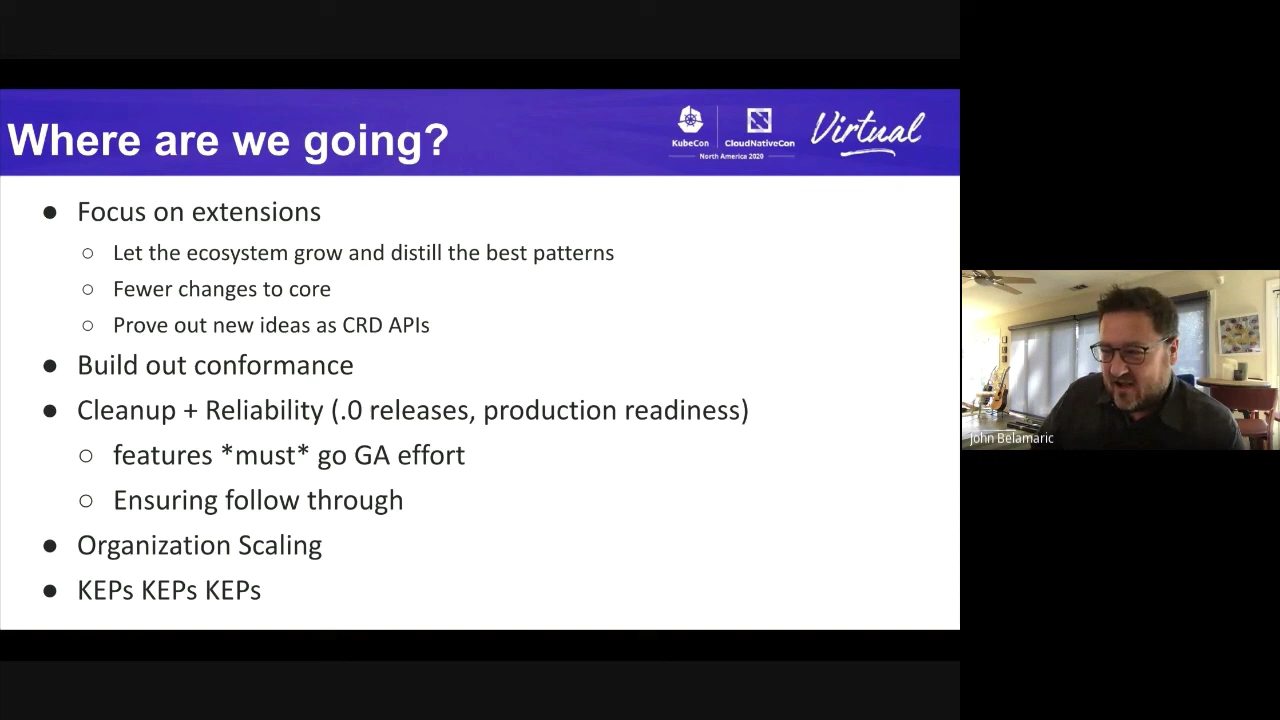 Where are we going?
KubeCon
CloudNativeCon
North America 2020
Virtual
● Focus on extensions
○ Let the ecosystem grow and distill the best patterns
○ Fewer changes to core
○ Prove out new ideas as CRD APIs
● Build out conformance
● Cleanup + Reliability (.0 releases, production readiness)
○ features *must* go GA effort
○ Ensuring follow through
● Organization Scaling
● KEPs KEPs KEPs
John Belamaric